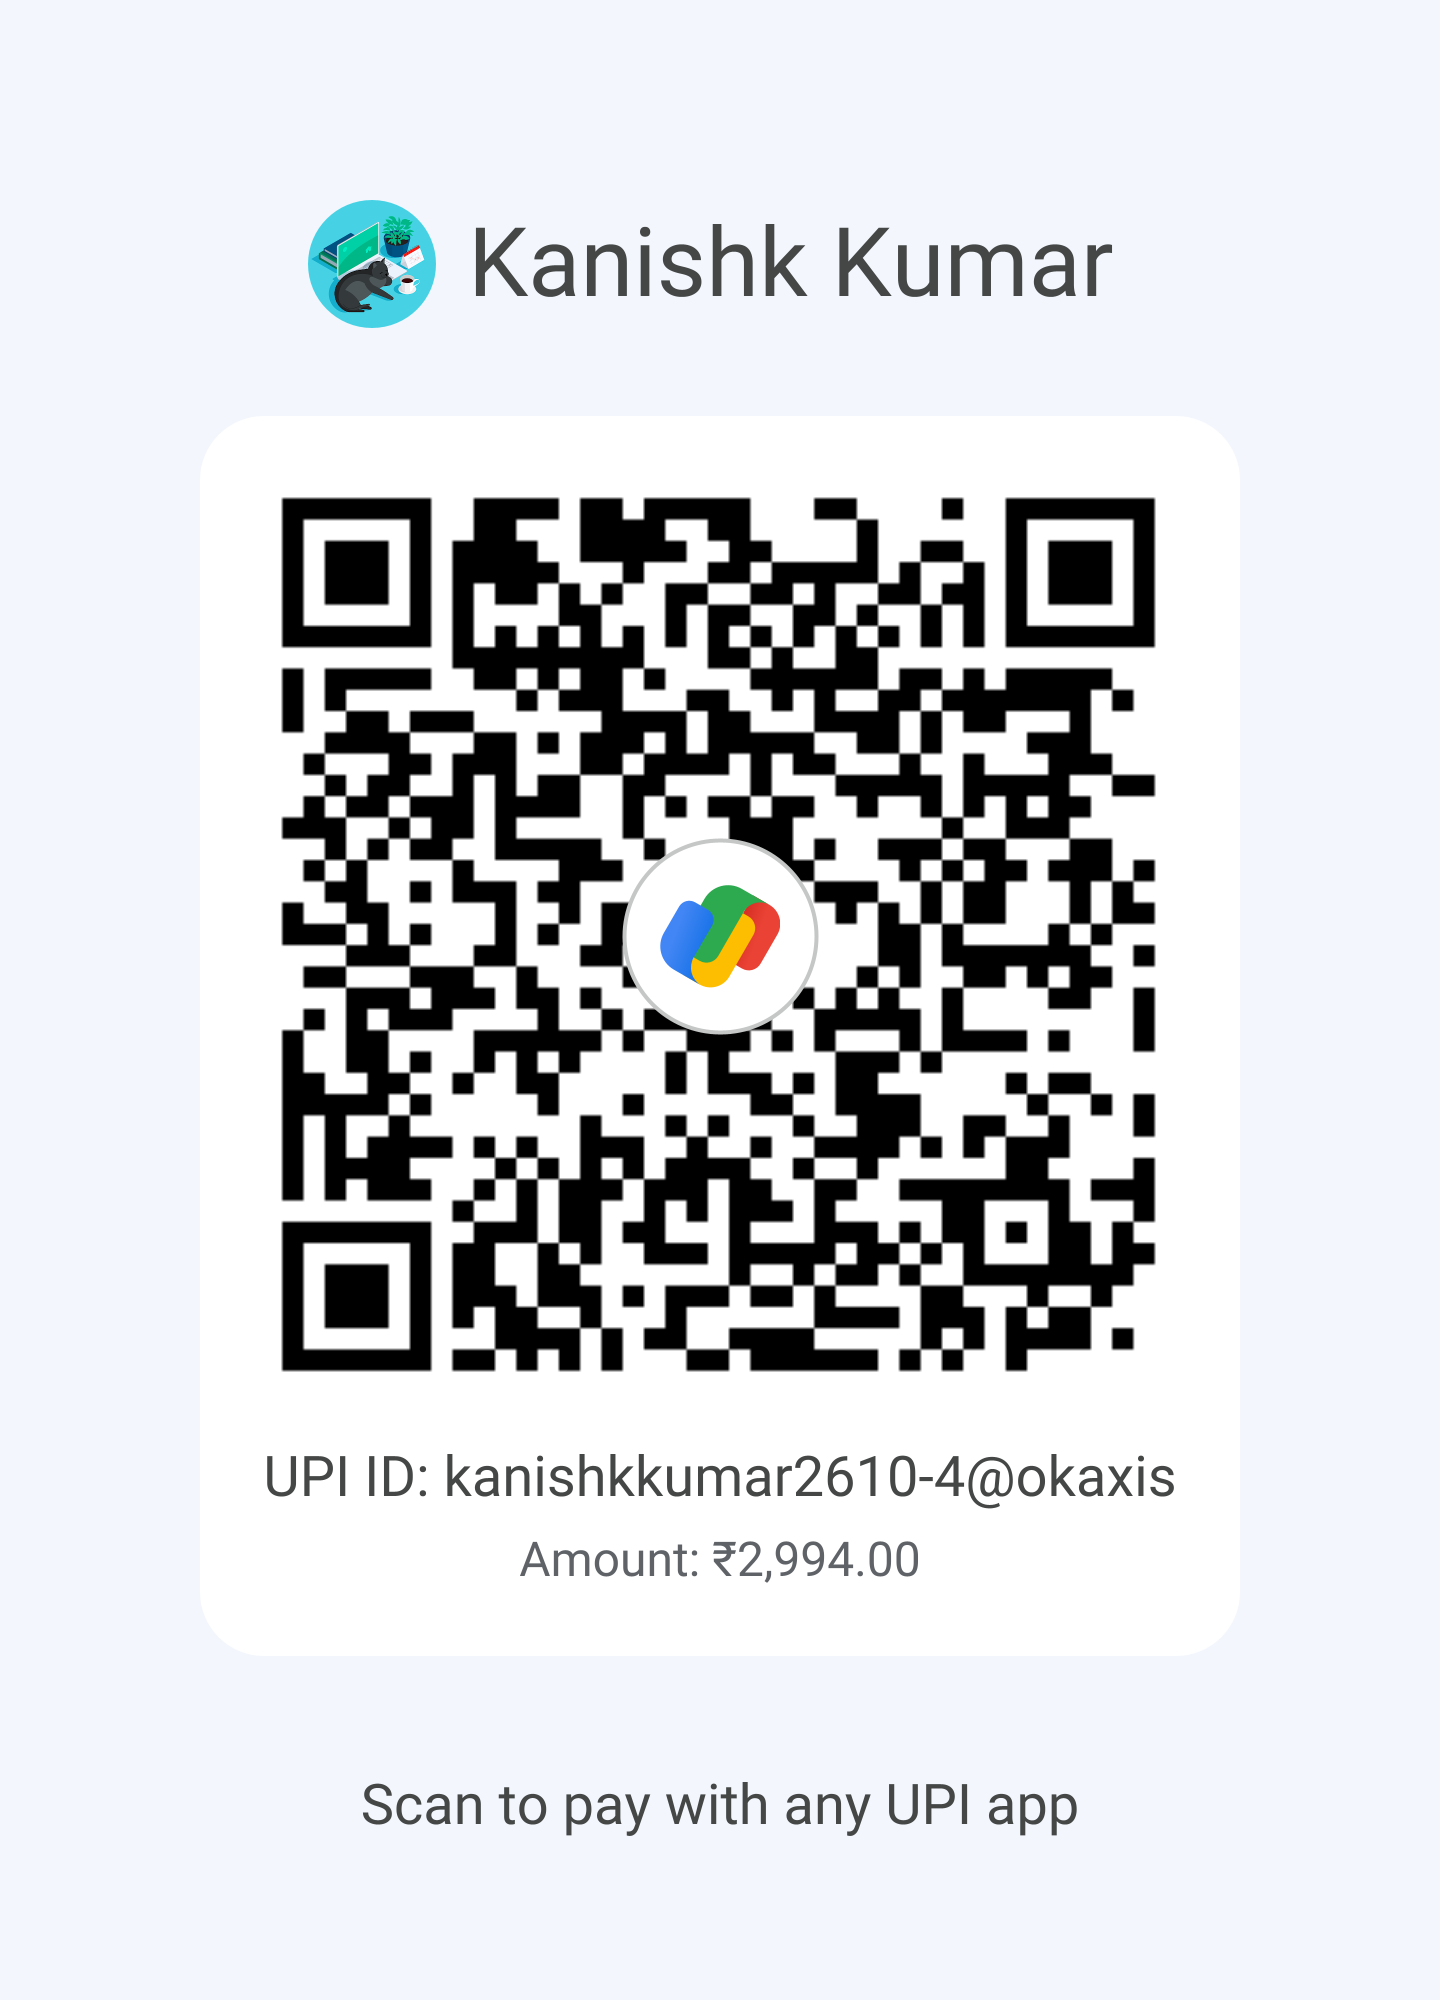 Kanishk Kumar
UPI ID: kanishkkumar2610-4@okaxis
Amount: ₹2,994.00
Scan to pay with any UPI app